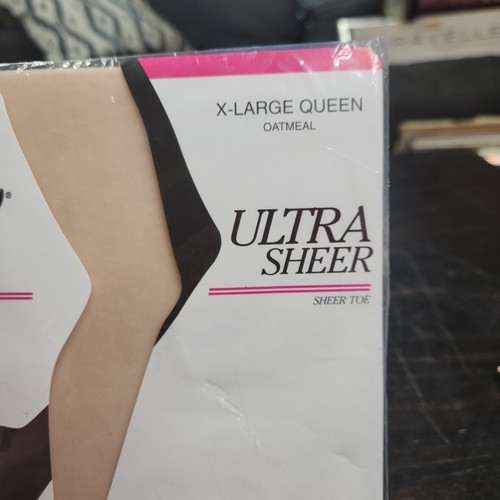 X-LARGE QUEEN
OATMEAL
ULTRA
SHEER
SHEER TOE
®